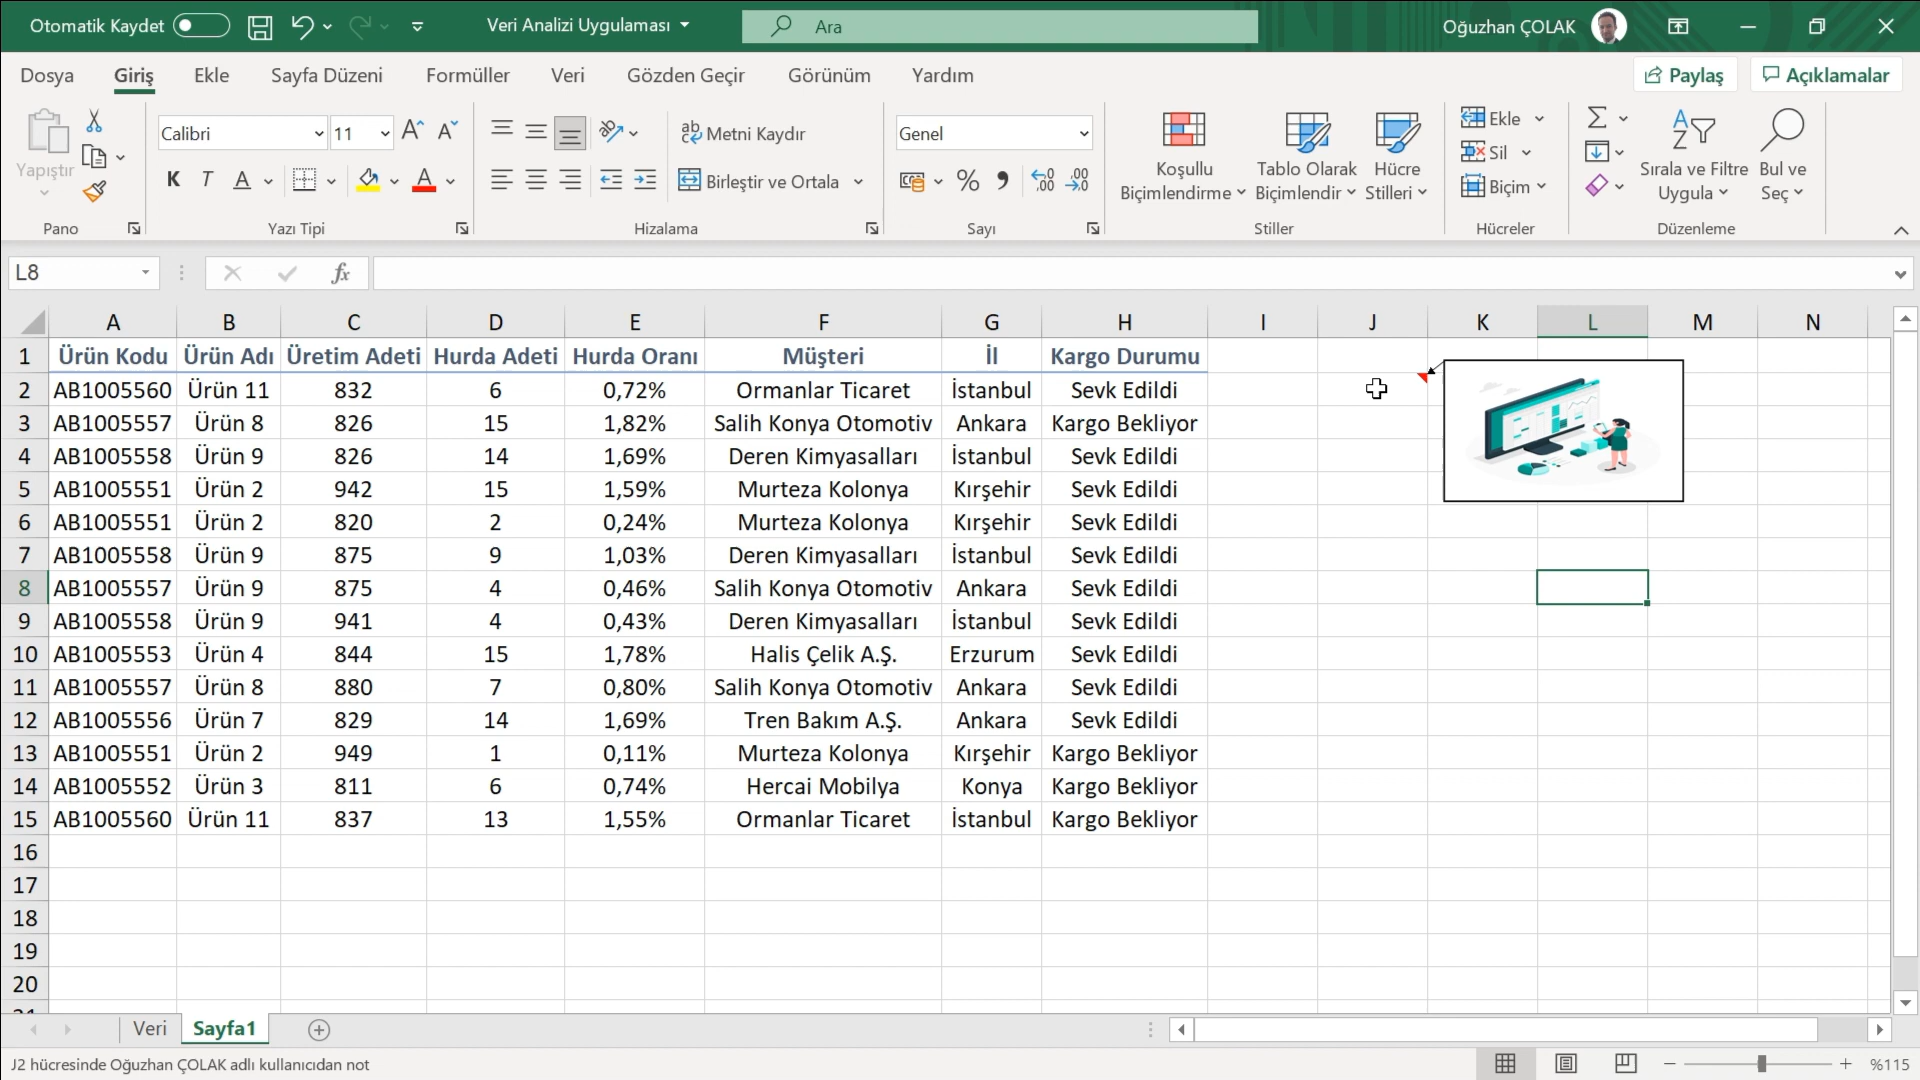 Otomatik Kaydet
Veri Analizi Uygulaması
Ara
Oğuzhan ÇOLAK
Dosya Giriş Ekle Sayfa Düzeni Formüller Veri Gözden Geçir Görünüm Yardım
Paylaş Açıklamalar
Yapıştır
Pano
Calibri 11
K T A A
Yazı Tipi
Metni Kaydır
Birleştir ve Ortala
Hizalama
Genel
Sayı
Koşullu Biçimlendirme
Tablo Olarak Biçimlendir
Hücre Stilleri
Stiller
Ekle
Sil
Biçim
Hücreler
Sırala ve Filtre Uygula
Bul ve Seç
Düzenleme
L8 fx
A B C D E F G H I J K L M N
1 Ürün Kodu Ürün Adı Üretim Adeti Hurda Adeti Hurda Oranı Müşteri İl Kargo Durumu
2 AB1005560 Ürün 11 832 6 0,72% Ormanlar Ticaret İstanbul Sevk Edildi
3 AB1005557 Ürün 8 826 15 1,82% Salih Konya Otomotiv Ankara Kargo Bekliyor
4 AB1005558 Ürün 9 826 14 1,69% Deren Kimyasalları İstanbul Sevk Edildi
5 AB1005551 Ürün 2 942 15 1,59% Murteza Kolonya Kırşehir Sevk Edildi
6 AB1005551 Ürün 2 820 2 0,24% Murteza Kolonya Kırşehir Sevk Edildi
7 AB1005558 Ürün 9 875 9 1,03% Deren Kimyasalları İstanbul Sevk Edildi
8 AB1005557 Ürün 9 875 4 0,46% Salih Konya Otomotiv Ankara Sevk Edildi
9 AB1005558 Ürün 9 941 4 0,43% Deren Kimyasalları İstanbul Sevk Edildi
10 AB1005553 Ürün 4 844 15 1,78% Halis Çelik A.Ş. Erzurum Sevk Edildi
11 AB1005557 Ürün 8 880 7 0,80% Salih Konya Otomotiv Ankara Sevk Edildi
12 AB1005556 Ürün 7 829 14 1,69% Tren Bakım A.Ş. Ankara Sevk Edildi
13 AB1005551 Ürün 2 949 1 0,11% Murteza Kolonya Kırşehir Kargo Bekliyor
14 AB1005552 Ürün 3 811 6 0,74% Hercai Mobilya Konya Kargo Bekliyor
15 AB1005560 Ürün 11 837 13 1,55% Ormanlar Ticaret İstanbul Kargo Bekliyor
16
17
18
19
20
Veri Sayfa1
J2 hücresinde Oğuzhan ÇOLAK adlı kullanıcıdan not
%115